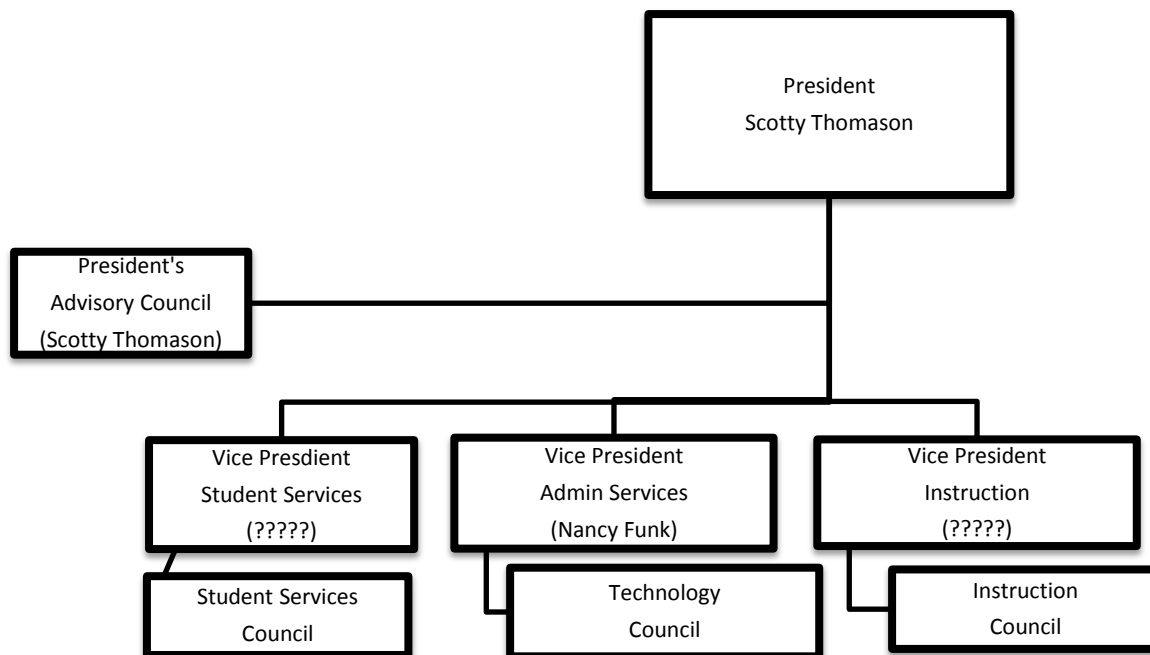 President
Scotty Thomason
President's
Advisory Council
(Scotty Thomason)
Vice Presdient
Student Services
(?????)
Vice President
Admin Services
(Nancy Funk)
Vice President
Instruction
(?????)
Student Services
Council
Technology
Council
Instruction
Council